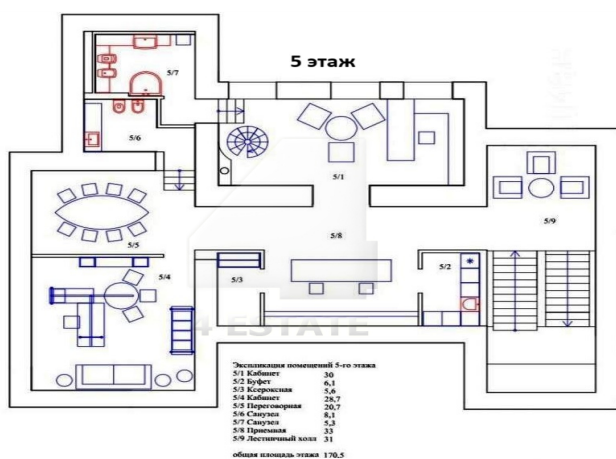 5 этаж
5/7
5/6
5/1
5/9
5/5
5/8
5/4
5/3
5/2
4 ESTATE
Экспликация помещений 5-го этажа
5/1 Кабинет 30
5/2 Буфет 6,1
5/3 Ксероксная 5,6
5/4 Кабинет 28,7
5/5 Переговорная 20,7
5/6 Санузел 8,1
5/7 Санузел 5,3
5/8 Приемная 33
5/9 Лестничный холл 31
общая площадь этажа 170,5